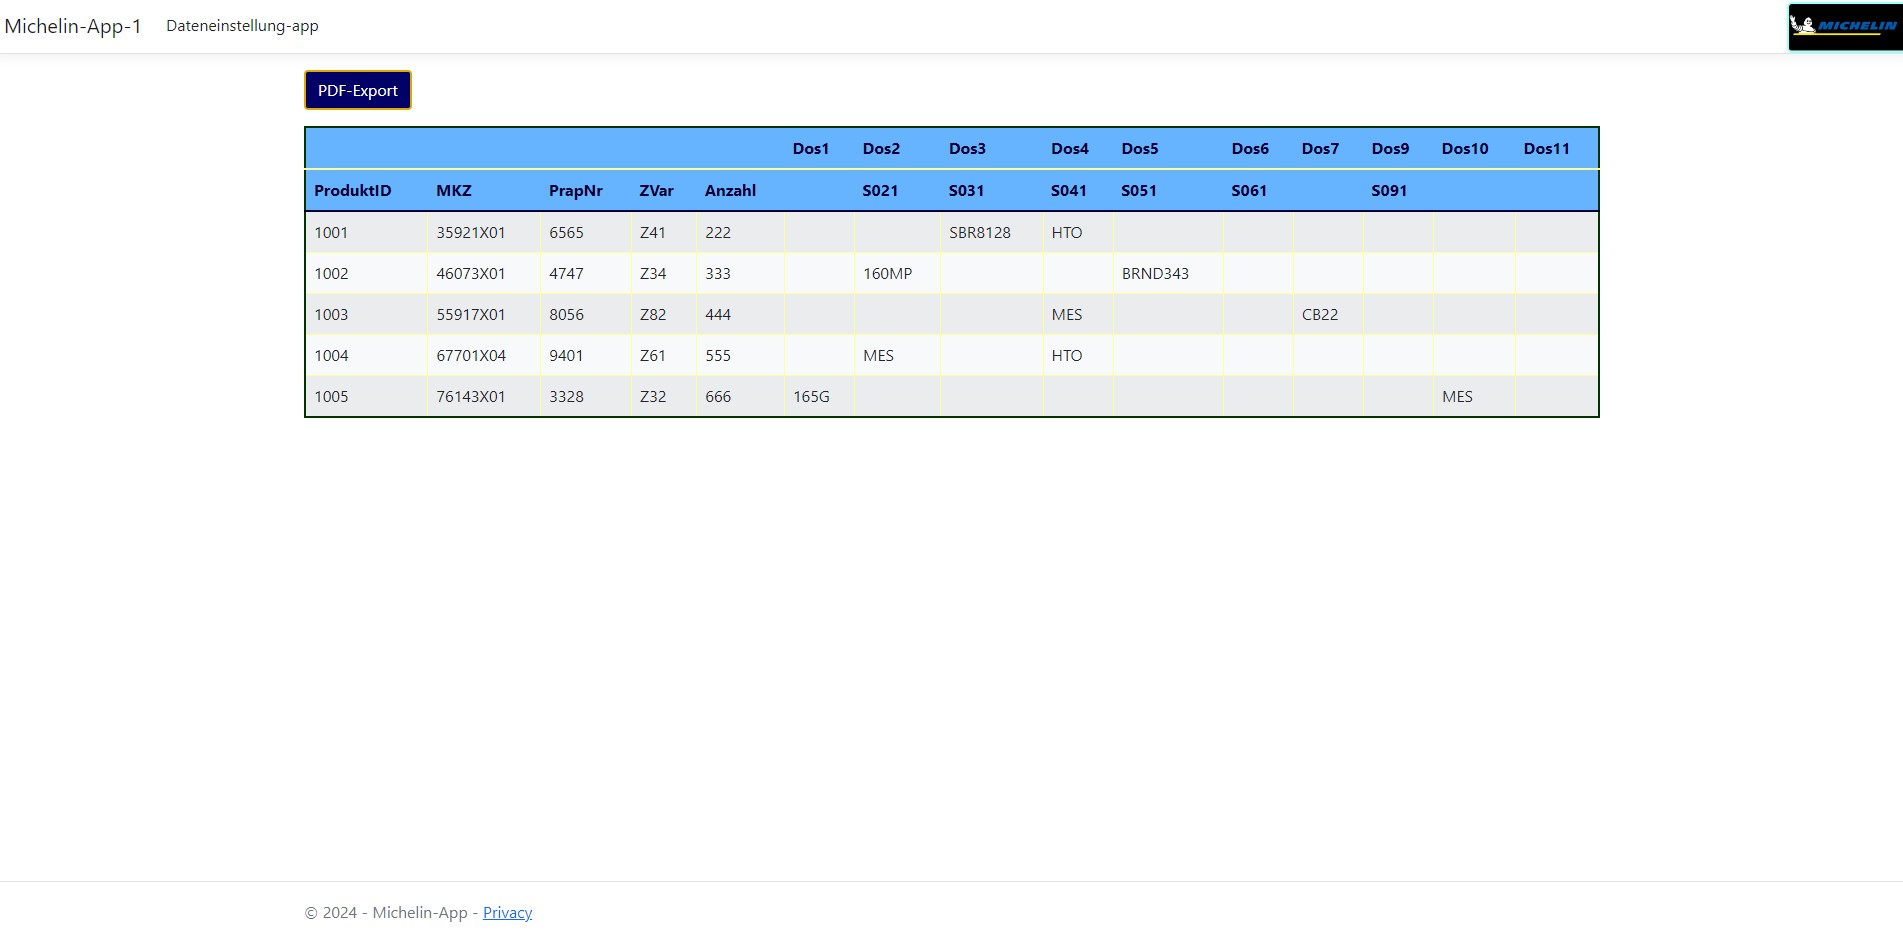 Michelin-App-1 Dateneinstellung-app MICHELIN
PDF-Export
Dos1 Dos2 Dos3 Dos4 Dos5 Dos6 Dos7 Dos9 Dos10 Dos11
ProduktID MKZ PrapNr ZVar Anzahl S021 S031 S041 S051 S061 S091
1001 35921X01 6565 Z41 222 SBR8128 HTO
1002 46073X01 4747 Z34 333 160MP BRND343
1003 55917X01 8056 Z82 444 MES CB22
1004 67701X04 9401 Z61 555 MES HTO
1005 76143X01 3328 Z32 666 165G MES
© 2024 - Michelin-App - Privacy